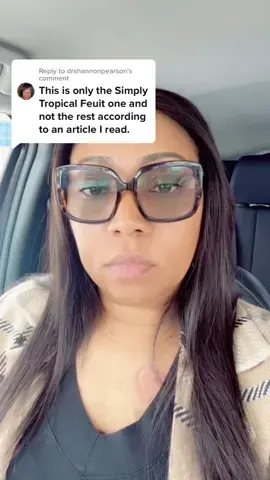 Reply to drshannonpearson's
comment
This is only the Simply
Tropical Feuit one and
not the rest according
to an article I read.